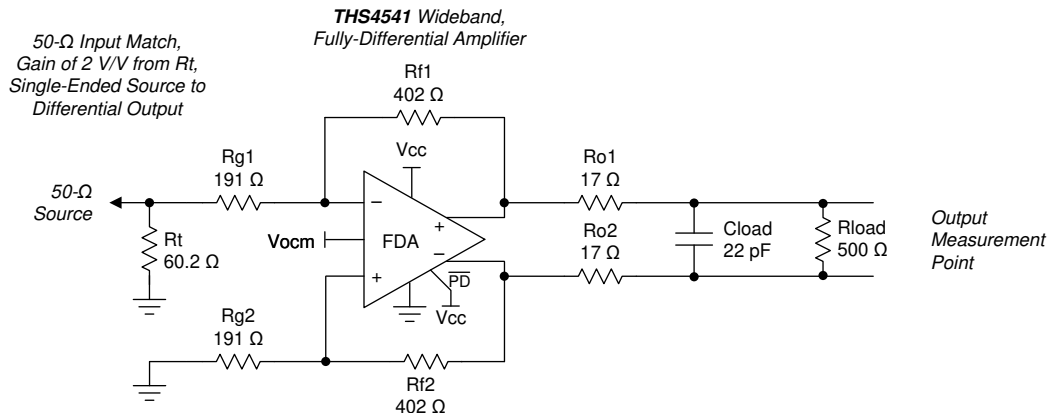 THS4541 Wideband,
Fully-Differential Amplifier
50-Ω Input Match,
Gain of 2 V/V from Rt,
Single-Ended Source to
Differential Output
Rf1
402 Ω
Vcc
Rg1
191 Ω
Ro1
17 Ω
50-Ω
Source
Rt
60.2 Ω
Vocm
−
+
FDA
+
−
PD
Vcc
Ro2
17 Ω
Cload
22 pF
Rload
500 Ω
Output
Measurement
Point
Rg2
191 Ω
Rf2
402 Ω